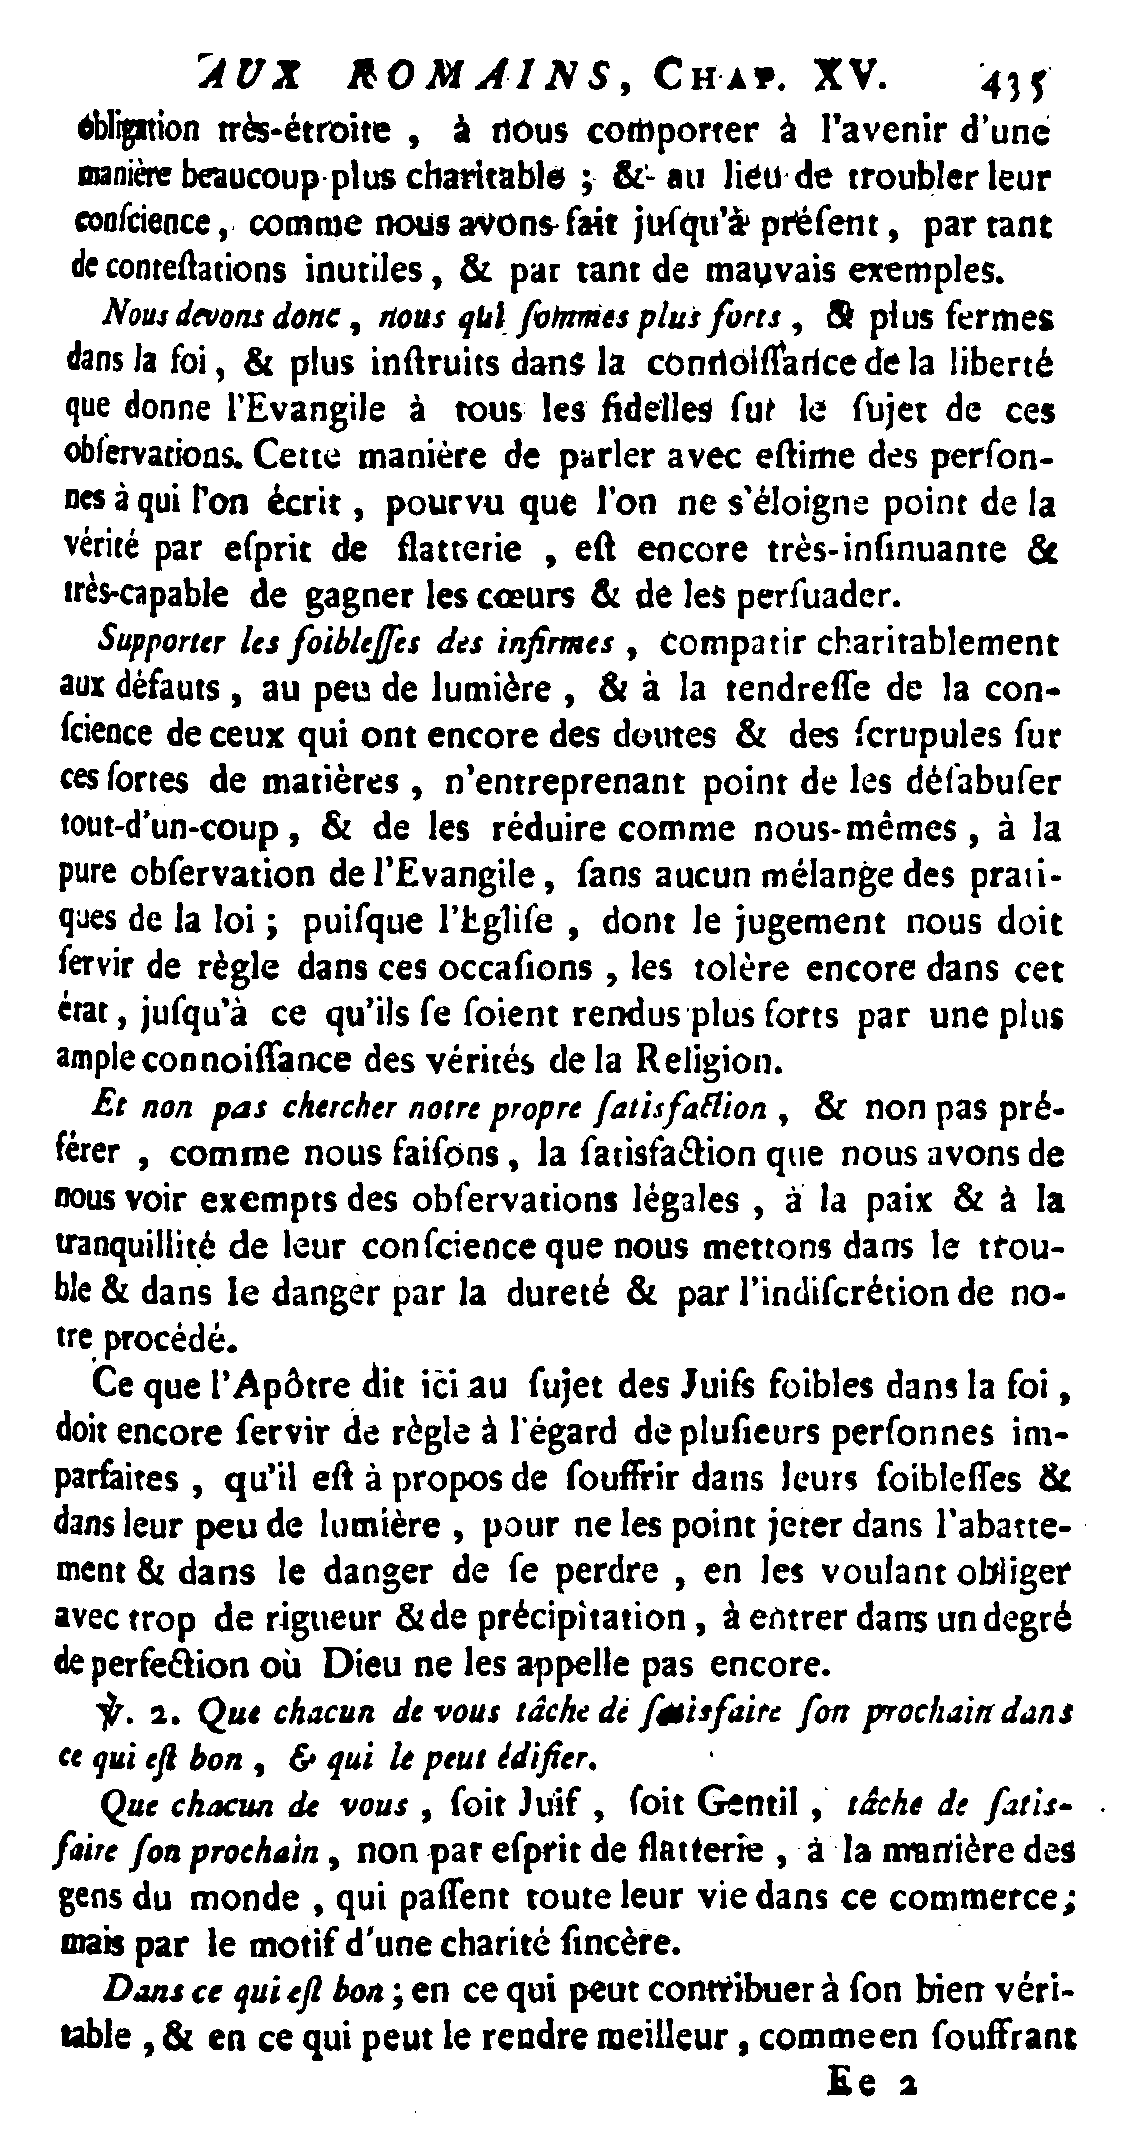 AUX ROMAINS, CHAP. XV. 435
obligation très-étroite , à nous comporter à l'avenir d'une
manière beaucoup plus charitable ; & au lieu de troubler leur
conſcience , comme nous avons fait juſqu'à préſent , par tant
de conteſtations inutiles , & par tant de mauvais exemples.
Nous devons donc , nous qui ſommes plus forts , & plus fermes
dans la foi , & plus inſtruits dans la connoiſſance de la liberté
que donne l'Evangile à tous les fidelles ſur le ſujet de ces
obſervations. Cette manière de parler avec eſtime des perſon-
nes à qui l'on écrit , pourvu que l'on ne s'éloigne point de la
vérité par eſprit de flatterie , eſt encore très-inſinuante &
très-capable de gagner les cœurs & de les perſuader.
Supporter les foibleſſes des infirmes , compatir charitablement
aux défauts , au peu de lumière , & à la tendreſſe de la con-
ſcience de ceux qui ont encore des doutes & des ſcrupules ſur
ces ſortes de matières , n'entreprenant point de les déſabuſer
tout-d'un-coup , & de les réduire comme nous-mêmes , à la
pure obſervation de l'Evangile , ſans aucun mélange des prati-
ques de la loi ; puiſque l'Egliſe , dont le jugement nous doit
ſervir de règle dans ces occaſions , les tolère encore dans cet
état , juſqu'à ce qu'ils ſe ſoient rendus plus forts par une plus
ample connoiſſance des vérités de la Religion.
Et non pas chercher notre propre ſatisfaction , & non pas pré-
férer , comme nous faiſons , la ſatisfaction que nous avons de
nous voir exempts des obſervations légales , à la paix & à la
tranquillité de leur conſcience que nous mettons dans le trou-
ble & dans le danger par la dureté & par l'indiſcrétion de no-
tre procédé.
Ce que l'Apôtre dit ici au ſujet des Juifs foibles dans la foi ,
doit encore ſervir de règle à l'égard de pluſieurs perſonnes im-
parfaites , qu'il eſt à propos de ſouffrir dans leurs foibleſſes &
dans leur peu de lumière , pour ne les point jeter dans l'abatte-
ment & dans le danger de ſe perdre , en les voulant obliger
avec trop de rigueur & de précipitation , à entrer dans un degré
de perfection où Dieu ne les appelle pas encore.
℣. 2. Que chacun de vous tâche de ſatisfaire ſon prochain dans
ce qui eſt bon , & qui le peut édifier.
Que chacun de vous , ſoit Juif , ſoit Gentil , tâche de ſatis-
faire ſon prochain , non par eſprit de flatterie , à la manière des
gens du monde , qui paſſent toute leur vie dans ce commerce ;
mais par le motif d'une charité ſincère.
Dans ce qui eſt bon ; en ce qui peut contribuer à ſon bien véri-
table , & en ce qui peut le rendre meilleur , comme en ſouffrant
Ee 2